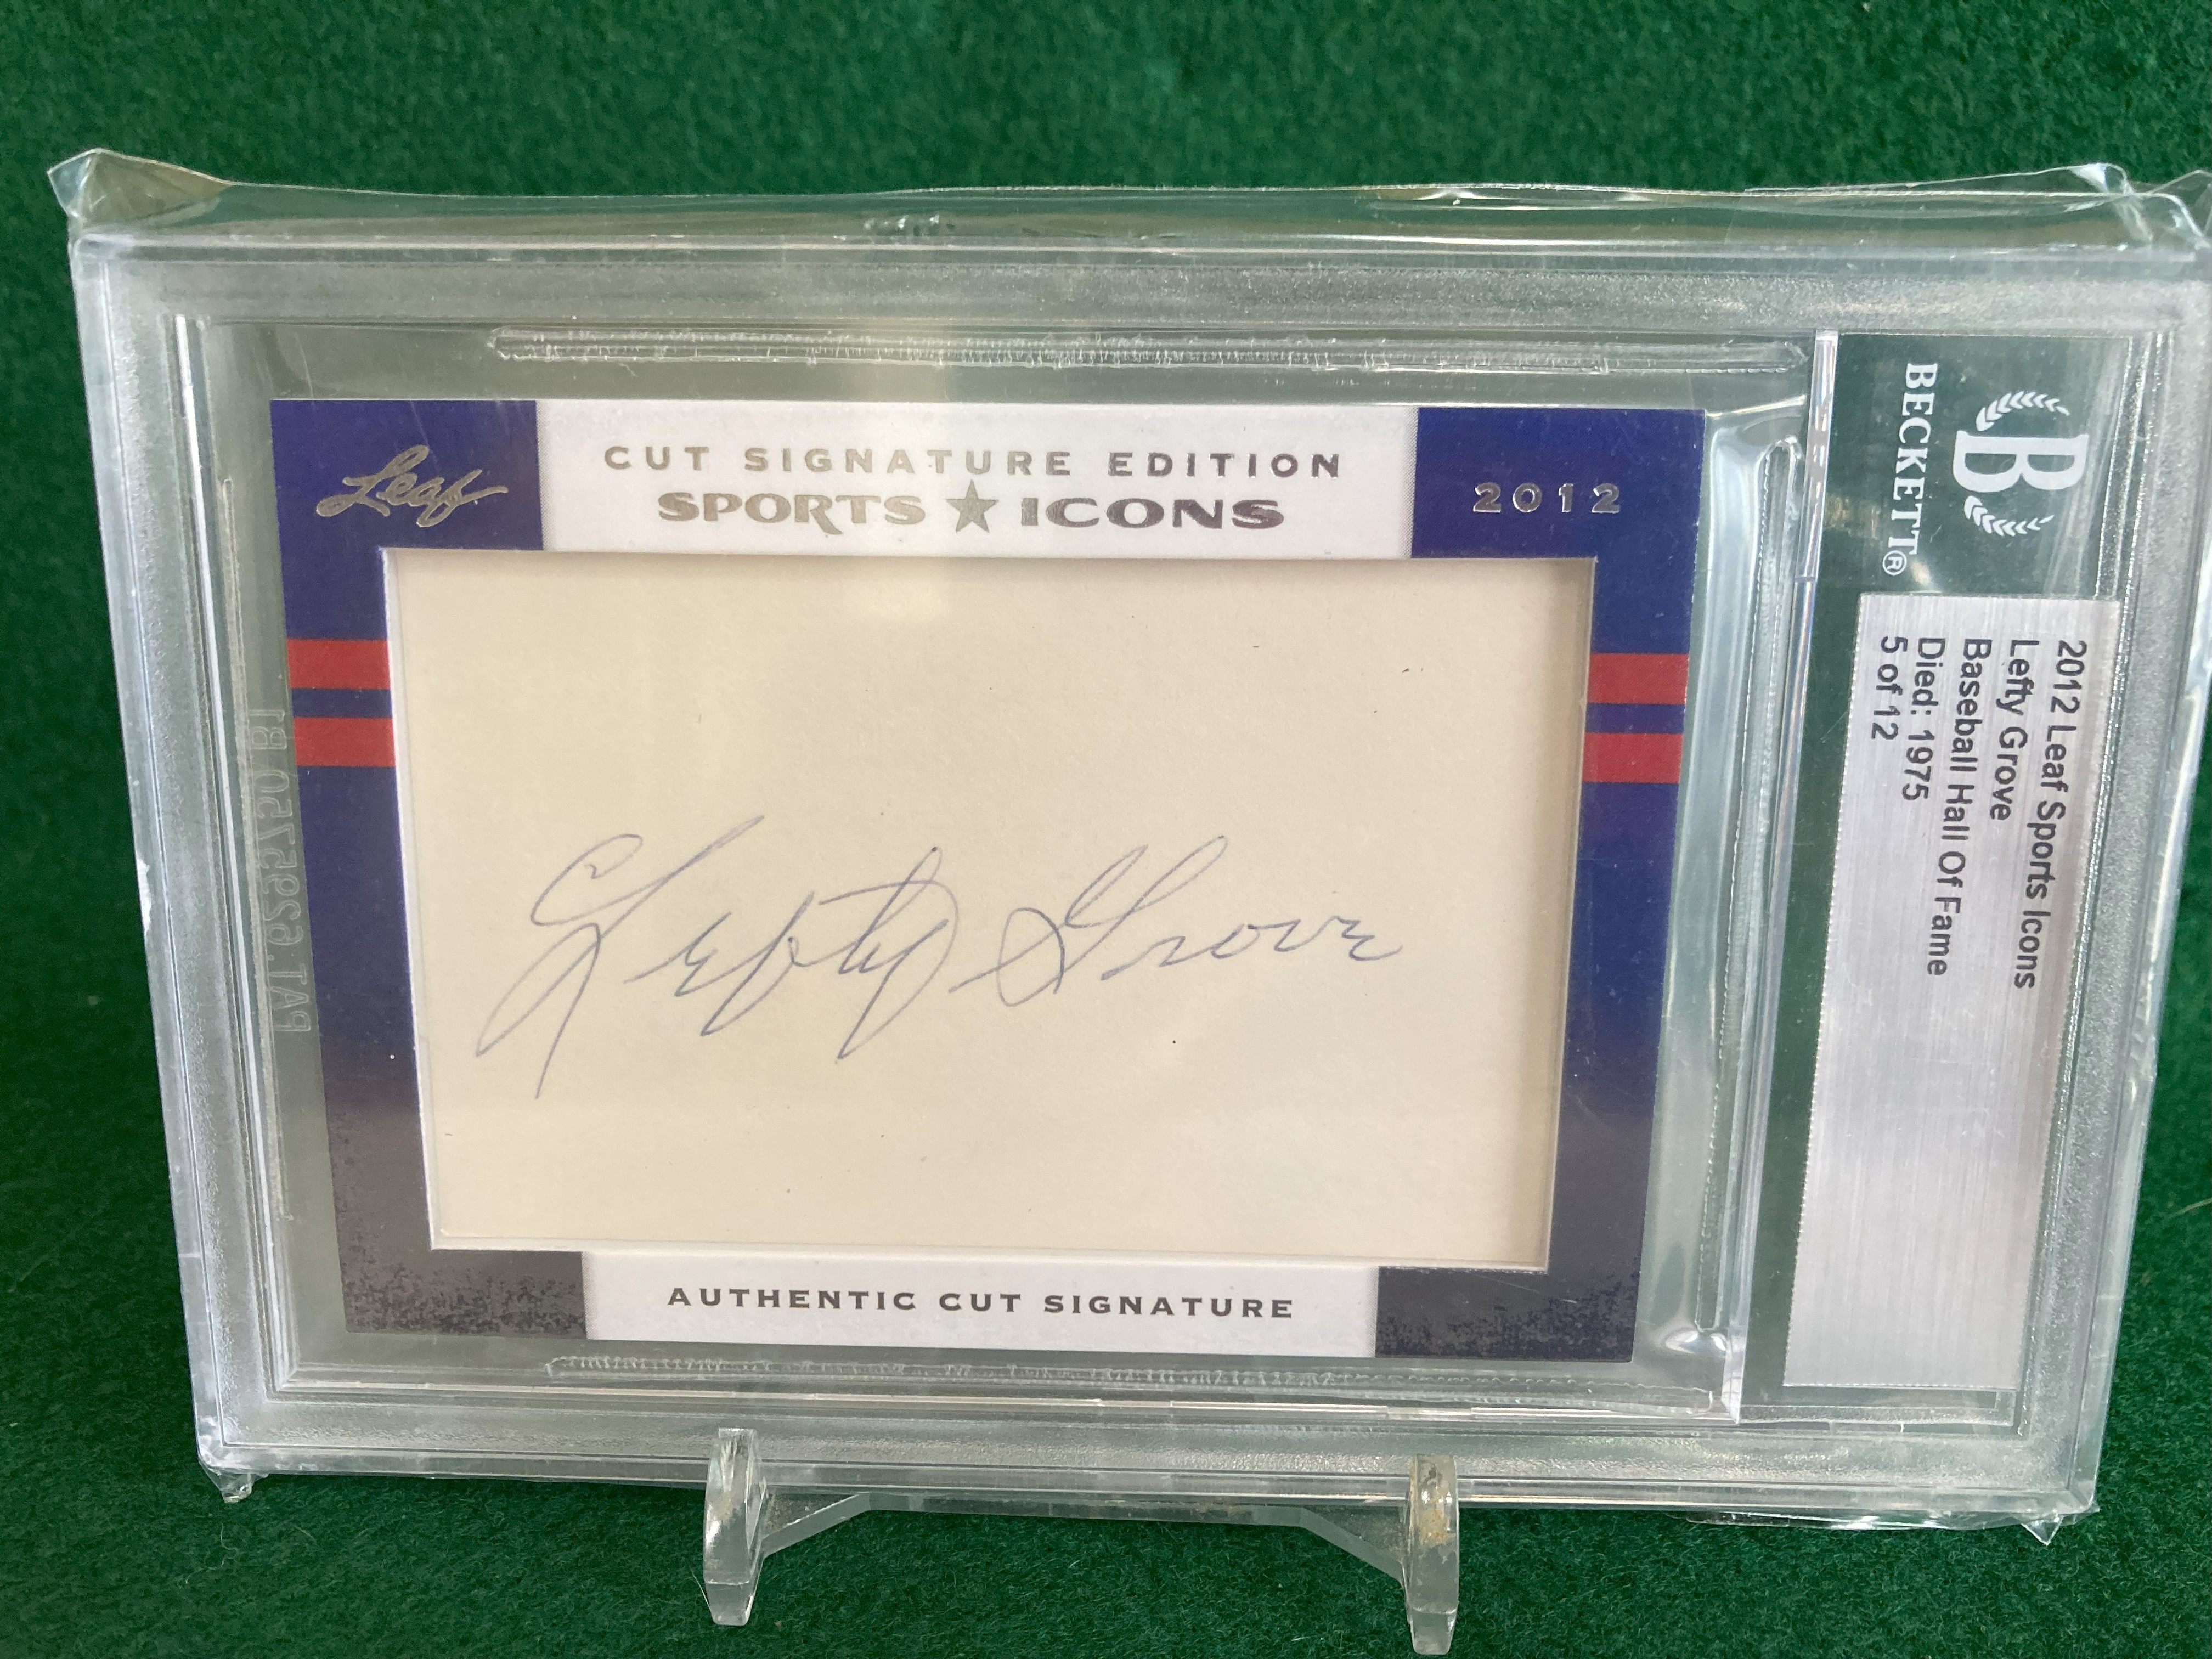 Leaf
CUT SIGNATURE EDITION
SPORTS ★ ICONS
2012
Lefty Grove
AUTHENTIC CUT SIGNATURE
B
BECKETT®
2012 Leaf Sports Icons
Lefty Grove
Baseball Hall Of Fame
Died: 1975
5 of 12